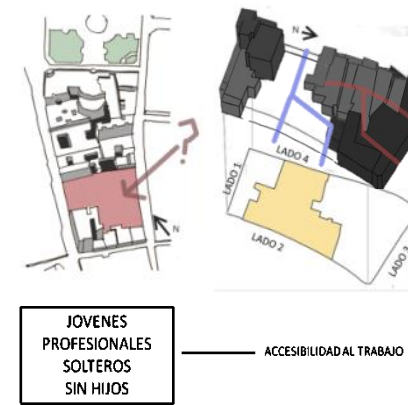 N
?
N
LADO 4
LADO 1
LADO 2
LADO 3
JOVENES
PROFESIONALES
SOLTEROS
SIN HIJOS
ACCESIBILIDAD AL TRABAJO